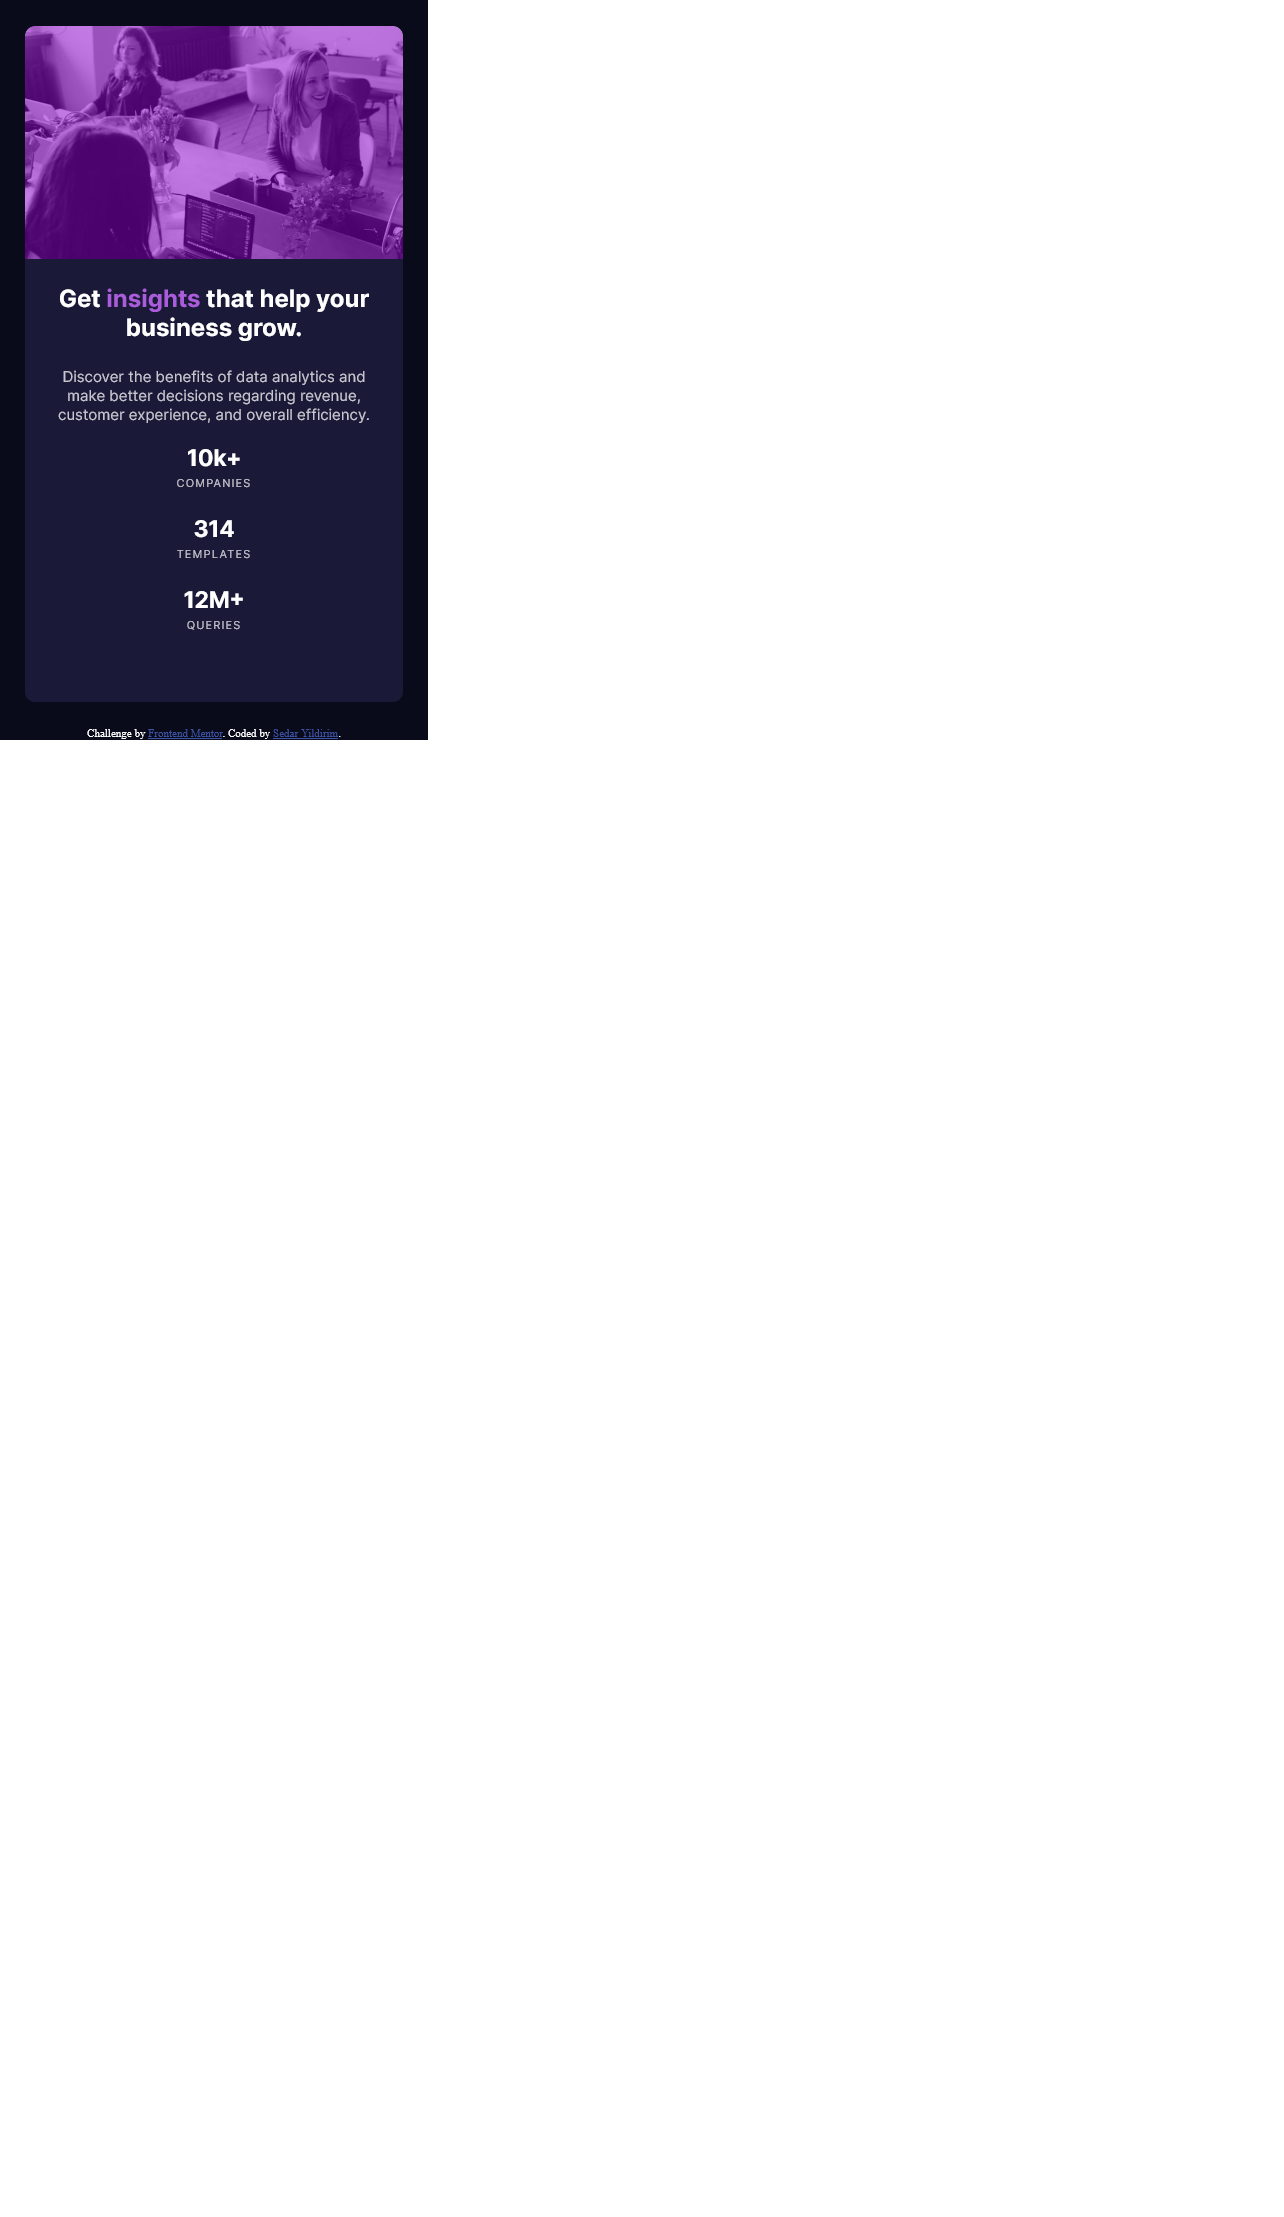 Get insights that help your
business grow.
Discover the benefits of data analytics and
make better decisions regarding revenue,
customer experience, and overall efficiency.
10k+
COMPANIES
314
TEMPLATES
12M+
QUERIES
Challenge by Frontend Mentor. Coded by Sedar Yildirim.